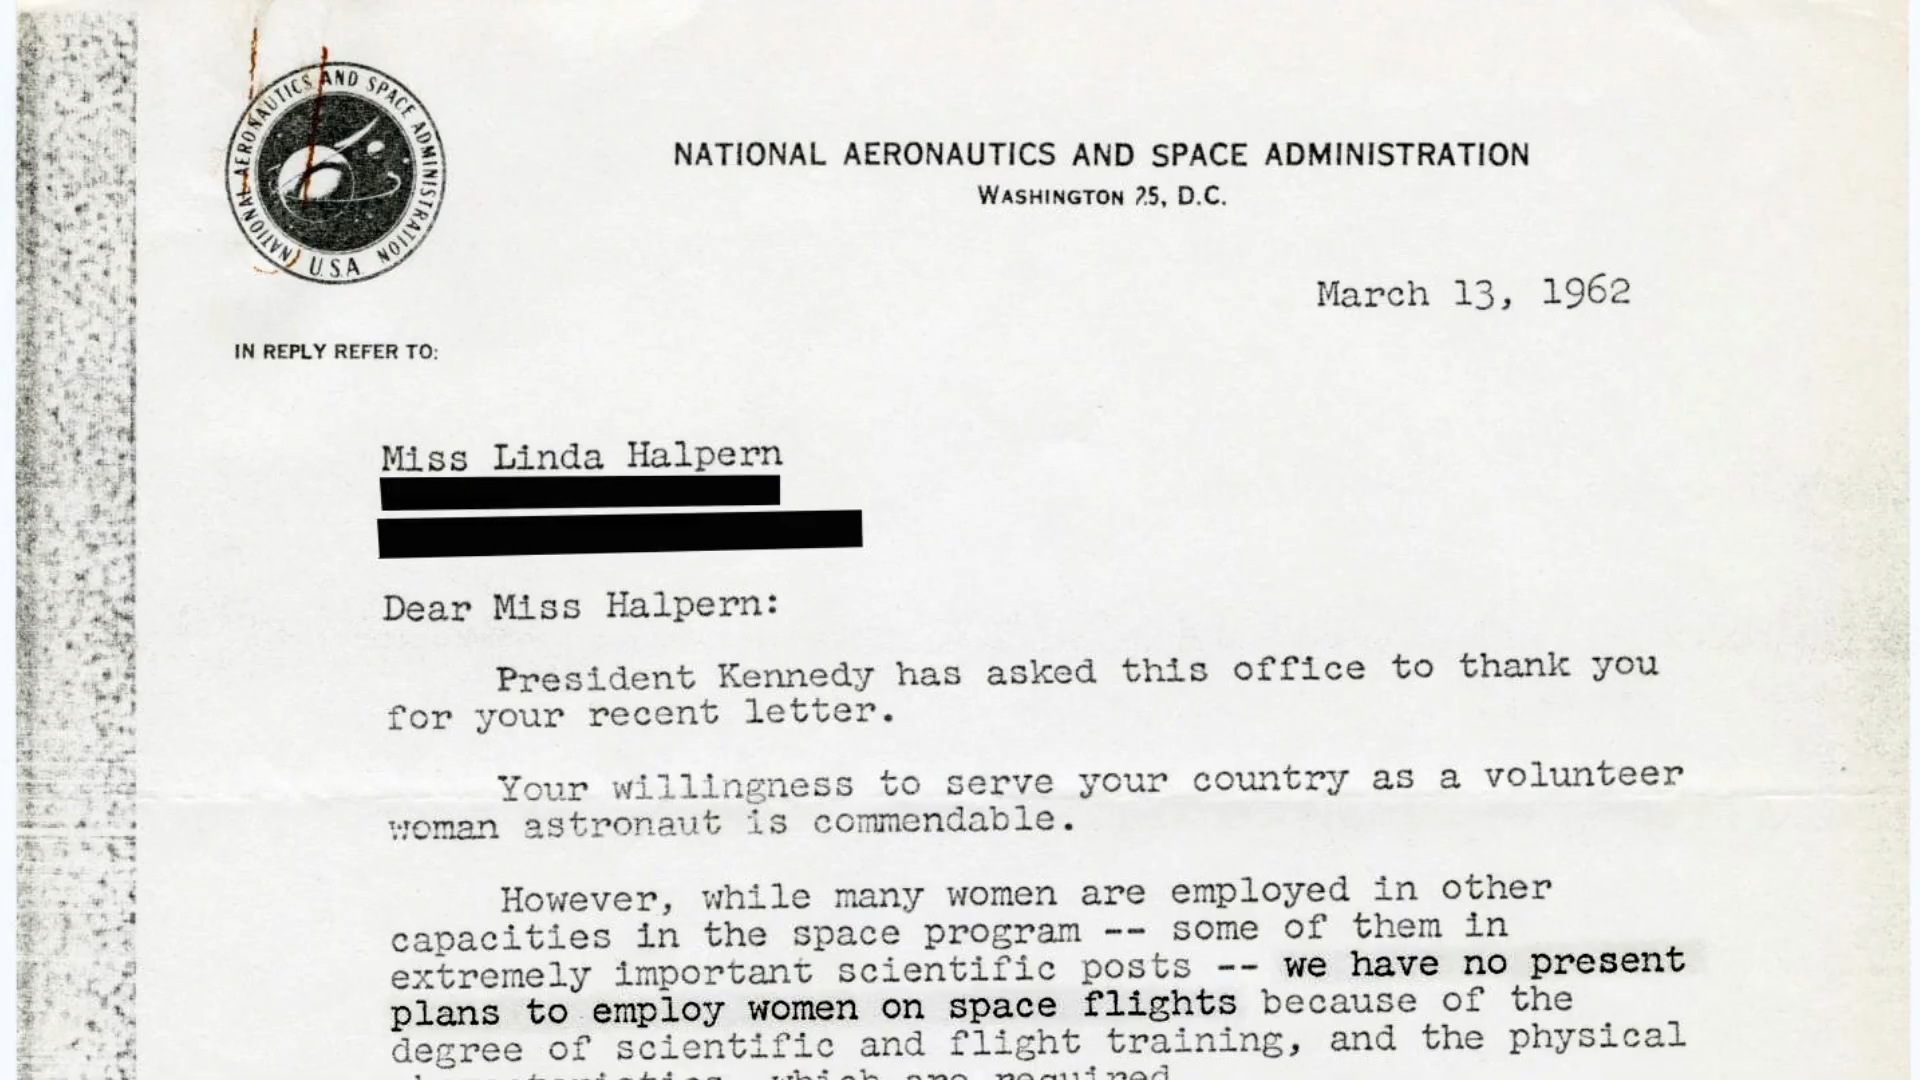 NATIONAL AERONAUTICS AND SPACE ADMINISTRATION
U.S.A
NATIONAL AERONAUTICS AND SPACE ADMINISTRATION
WASHINGTON 25, D.C.
March 13, 1962
IN REPLY REFER TO:
Miss Linda Halpern
Dear Miss Halpern:
President Kennedy has asked this office to thank you
for your recent letter.
Your willingness to serve your country as a volunteer
woman astronaut is commendable.
However, while many women are employed in other
capacities in the space program -- some of them in
extremely important scientific posts -- we have no present
plans to employ women on space flights because of the
degree of scientific and flight training, and the physical
characteristics, which are required.